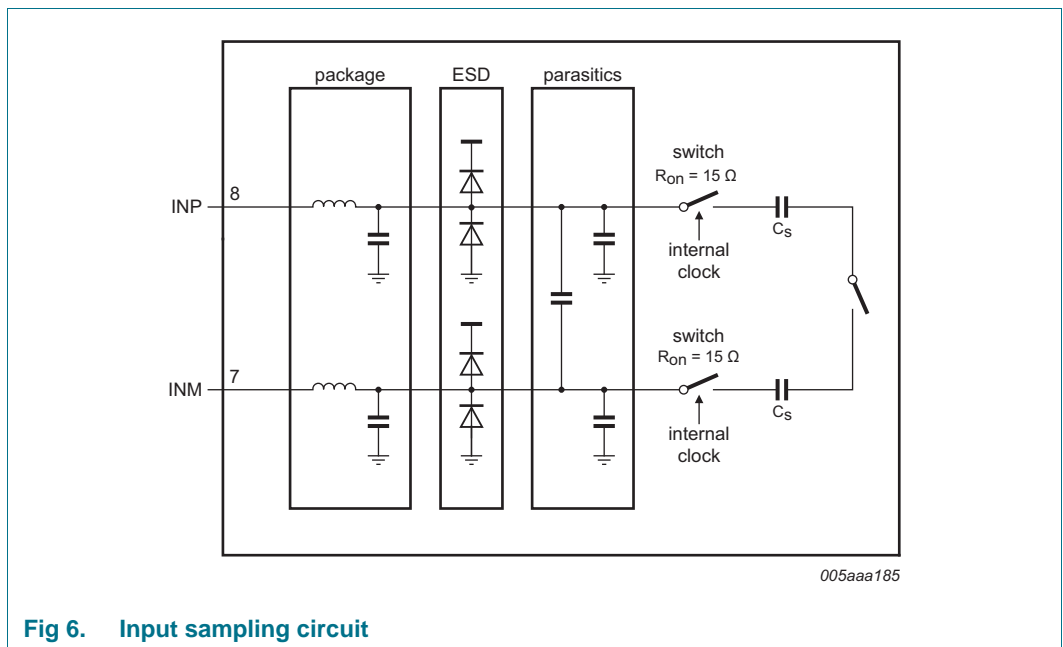 package
ESD
parasitics
switch
Ron = 15 Ω
INP
8
internal
clock
Cs
switch
Ron = 15 Ω
INM
7
internal
clock
Cs
005aaa185
Fig 6. Input sampling circuit